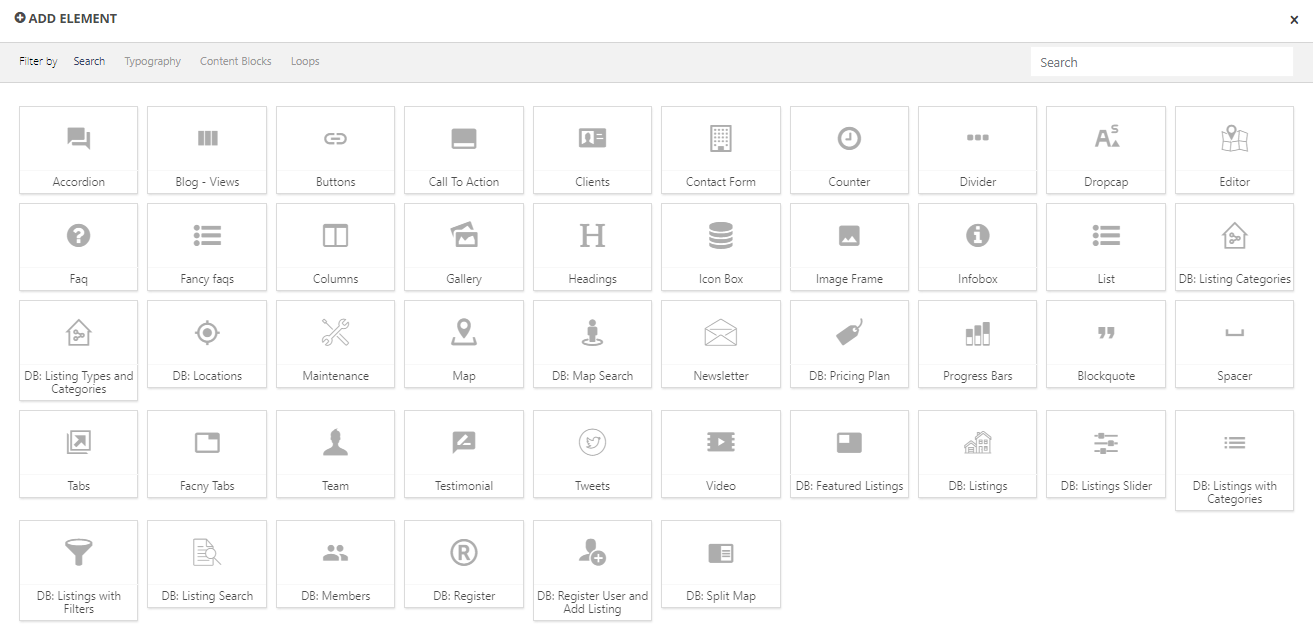 ADD ELEMENT
x
Filter by Search Typography Content Blocks Loops Search
Accordion Blog - Views Buttons Call To Action Clients Contact Form Counter Divider Dropcap Editor
Faq Fancy faqs Columns Gallery Headings Icon Box Image Frame Infobox List DB: Listing Categories
DB: Listing Types and
Categories
DB: Locations Maintenance Map DB: Map Search Newsletter DB: Pricing Plan Progress Bars Blockquote Spacer
Tabs Facny Tabs Team Testimonial Tweets Video DB: Featured Listings DB: Listings DB: Listings Slider DB: Listings with
Categories
DB: Listings with
Filters
DB: Listing Search DB: Members DB: Register DB: Register User and
Add Listing
DB: Split Map